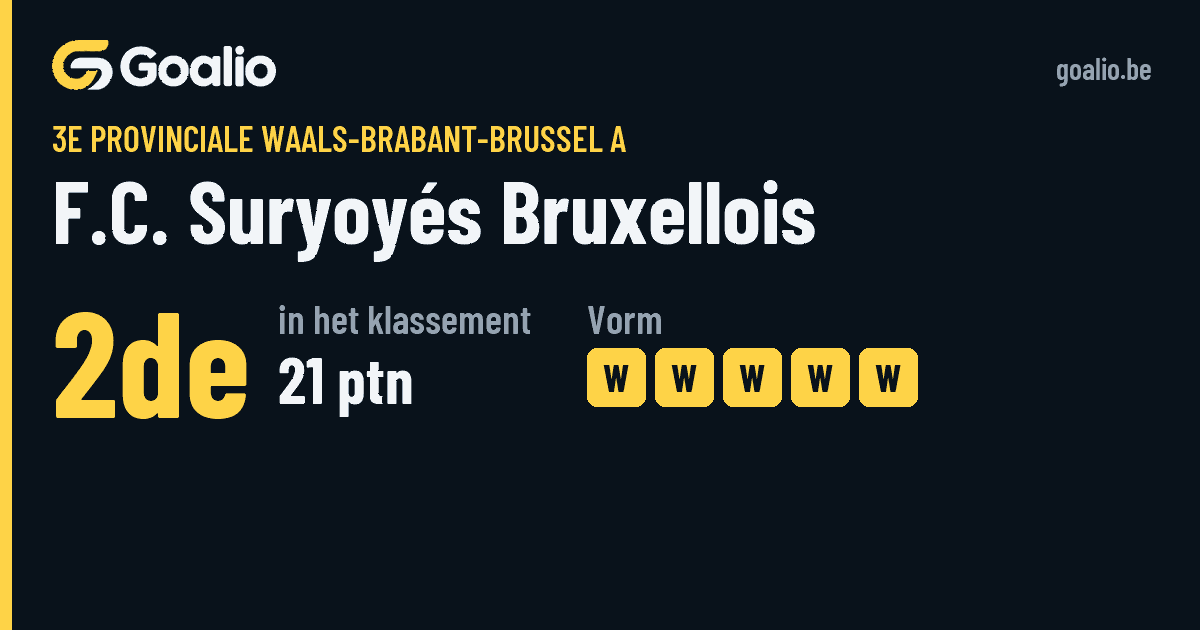 Goalio
goalio.be
3E PROVINCIALE WAALS-BRABANT-BRUSSEL A
F.C. Suryoyés Bruxellois
2de
in het klassement
21 ptn
Vorm
W W W W W